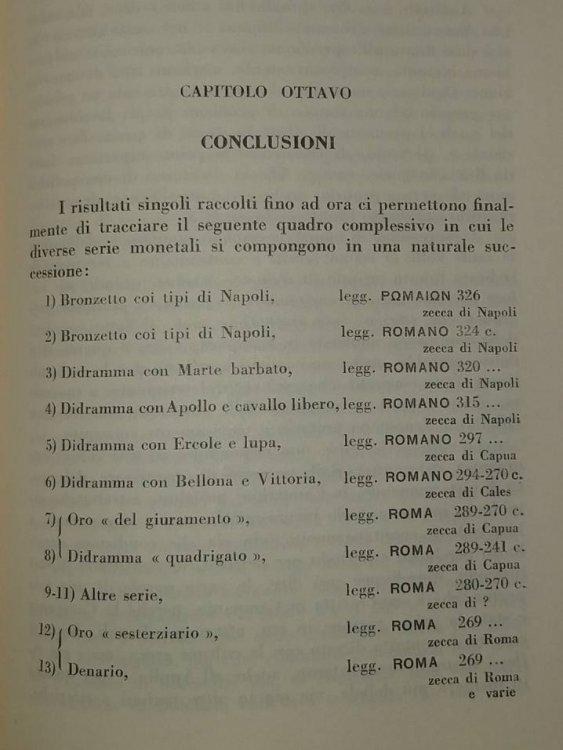 CAPITOLO OTTAVO
CONCLUSIONI
I risultati singoli raccolti fino ad ora ci permettono final-
mente di tracciare il seguente quadro complessivo in cui le
diverse serie monetali si compongono in una naturale suc-
cessione:
1) Bronzetto coi tipi di Napoli, legg. ΡΩΜΑΙΩΝ 326
zecca di Napoli
2) Bronzetto coi tipi di Napoli, legg. ROMANO 324 c.
zecca di Napoli
3) Didramma con Marte barbato, legg. ROMANO 320 ...
zecca di Napoli
4) Didramma con Apollo e cavallo libero, legg. ROMANO 315 ...
zecca di Napoli
5) Didramma con Ercole e lupa, legg. ROMANO 297 ...
zecca di Capua
6) Didramma con Bellona e Vittoria, legg. ROMANO 294-270 c.
zecca di Cales
7) Oro « del giuramento », legg. ROMA 289-270 c.
zecca di Capua
8) Didramma « quadrigato », legg. ROMA 289-241 c.
zecca di Capua
9-11) Altre serie, legg. ROMA 280-270 c.
zecca di ?
12) Oro « sesterziario », legg. ROMA 269 ...
zecca di Roma
13) Denario, legg. ROMA 269 ...
zecca di Roma
e varie